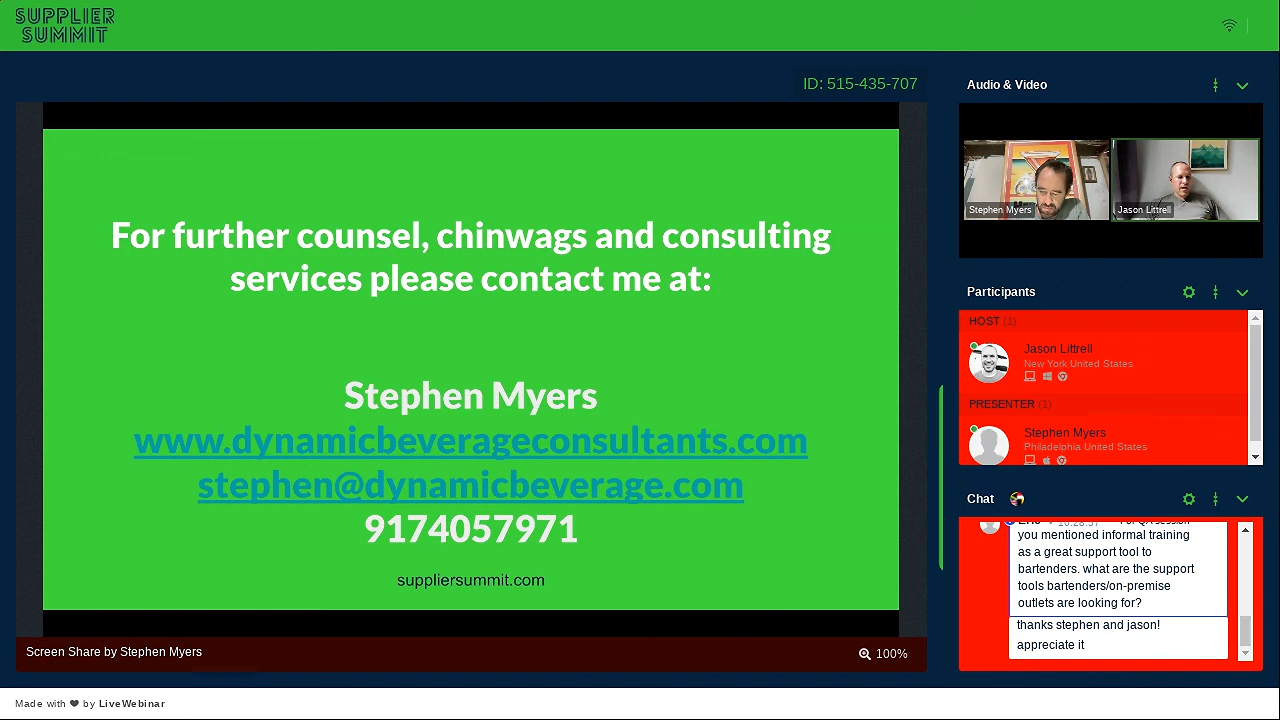 SUPPLIER
SUMMIT
ID: 515-435-707
For further counsel, chinwags and consulting
services please contact me at:
Stephen Myers
www.dynamicbeverageconsultants.com
stephen@dynamicbeverage.com
9174057971
suppliersummit.com
Screen Share by Stephen Myers
100%
Audio & Video
Stephen Myers
Jason Littrell
Participants
HOST (1)
Jason Littrell
New York United States
PRESENTER (1)
Stephen Myers
Philadelphia United States
Chat
you mentioned informal training
as a great support tool to
bartenders. what are the support
tools bartenders/on-premise
outlets are looking for?
thanks stephen and jason!
appreciate it
Made with ❤ by LiveWebinar